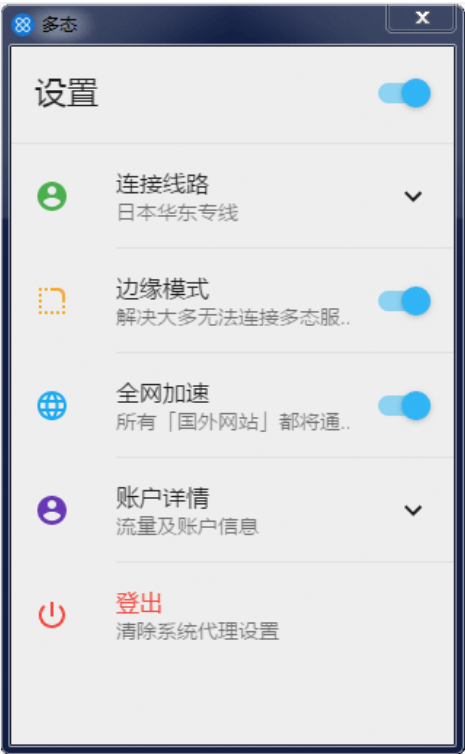 多态
设置
连接线路
日本华东专线
边缘模式
解决大多无法连接多态服..
全网加速
所有「国外网站」都将通..
账户详情
流量及账户信息
登出
清除系统代理设置